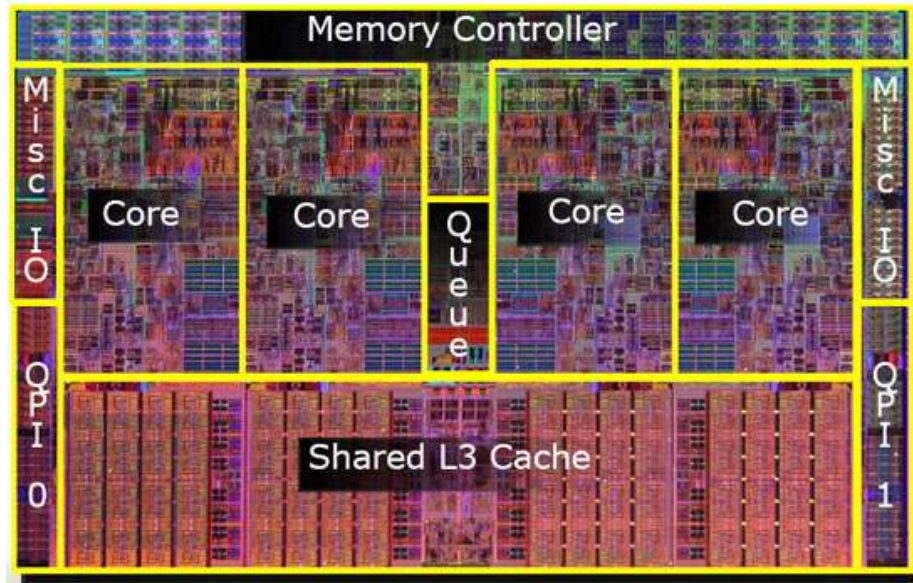 Memory Controller
Misc IO
Core
Core
Queue
Core
Core
Misc IO
QPI 0
Shared L3 Cache
QPI 1